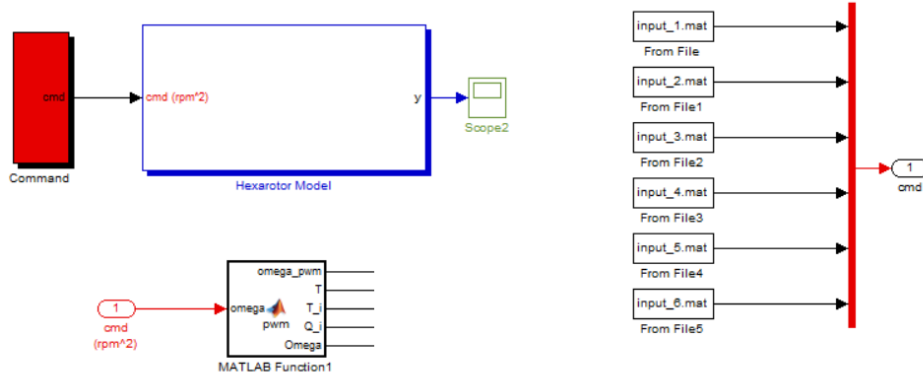 cmd
Command
cmd (rpm^2)
y
Hexarotor Model
Scope2
1
cmd
(rpm^2)
omega
pwm
omega_pwm
T
T_i
Q_i
Omega
MATLAB Function1
input_1.mat
From File
input_2.mat
From File1
input_3.mat
From File2
input_4.mat
From File3
input_5.mat
From File4
input_6.mat
From File5
1
cmd